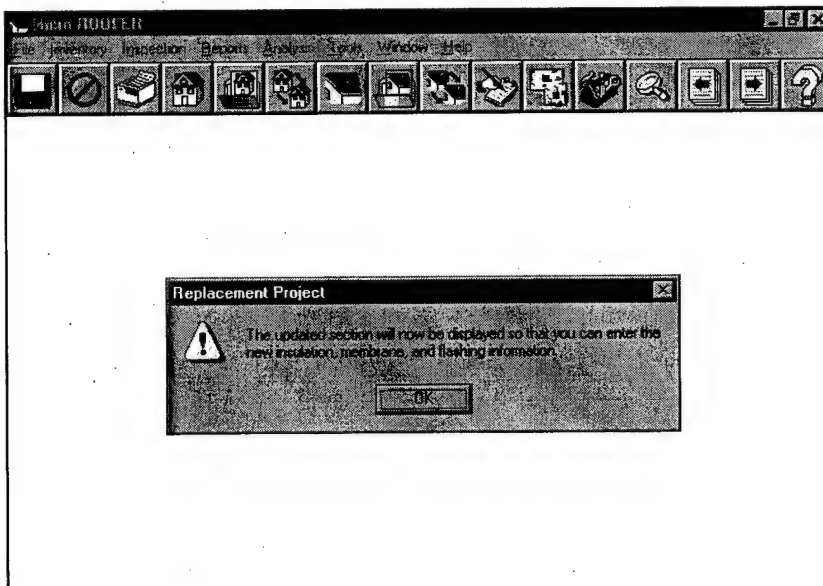 Micro ROOFER
File Inventory Inspection Reports Analysis Tools Window Help
Replacement Project
The updated section will now be displayed so that you can enter the
new insulation, membrane, and flashing information.
OK